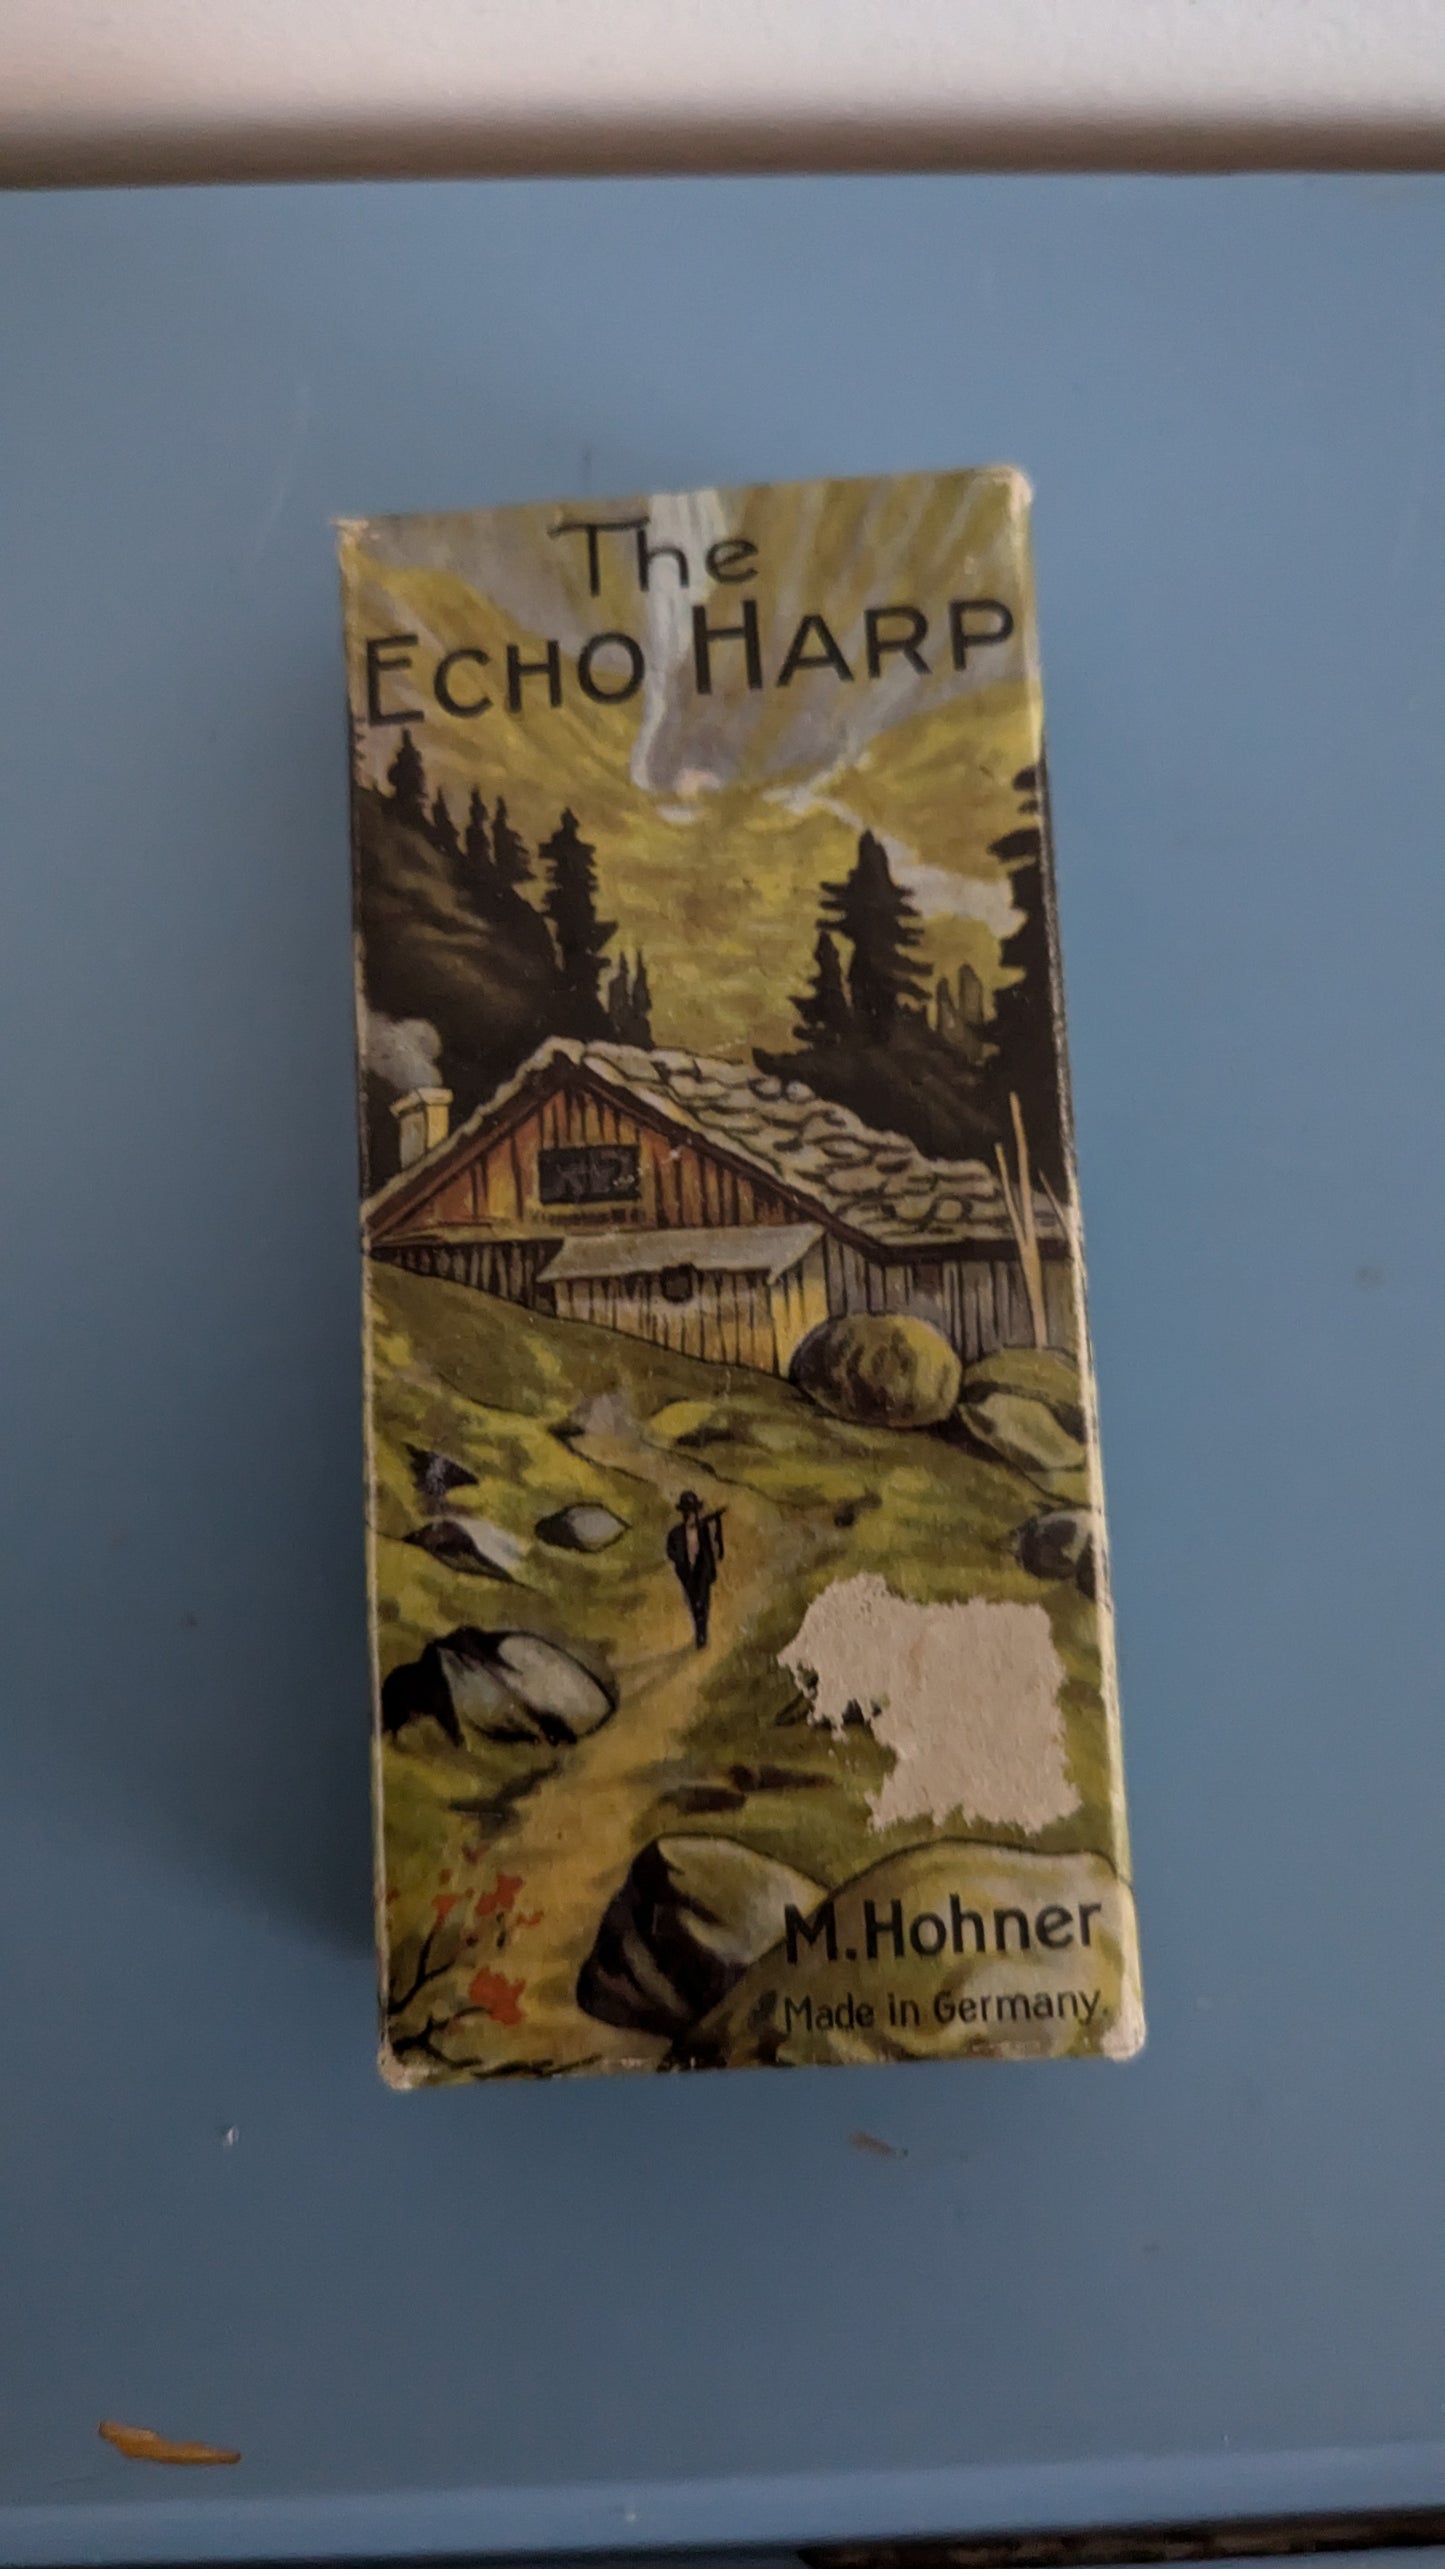 The
ECHO HARP
M. Hohner
Made in Germany.